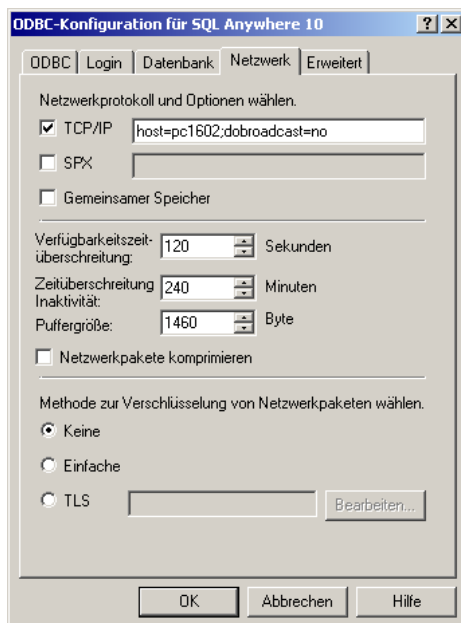 ODBC-Konfiguration für SQL Anywhere 10
ODBC Login Datenbank Netzwerk Erweitert
Netzwerkprotokoll und Optionen wählen.
TCP/IP host=pc1602;dobroadcast=no
SPX
Gemeinsamer Speicher
Verfügbarkeitszeit-
überschreitung: 120 Sekunden
Zeitüberschreitung
Inaktivität: 240 Minuten
Puffergröße: 1460 Byte
Netzwerkpakete komprimieren
Methode zur Verschlüsselung von Netzwerkpaketen wählen.
Keine
Einfache
TLS Bearbeiten...
OK Abbrechen Hilfe